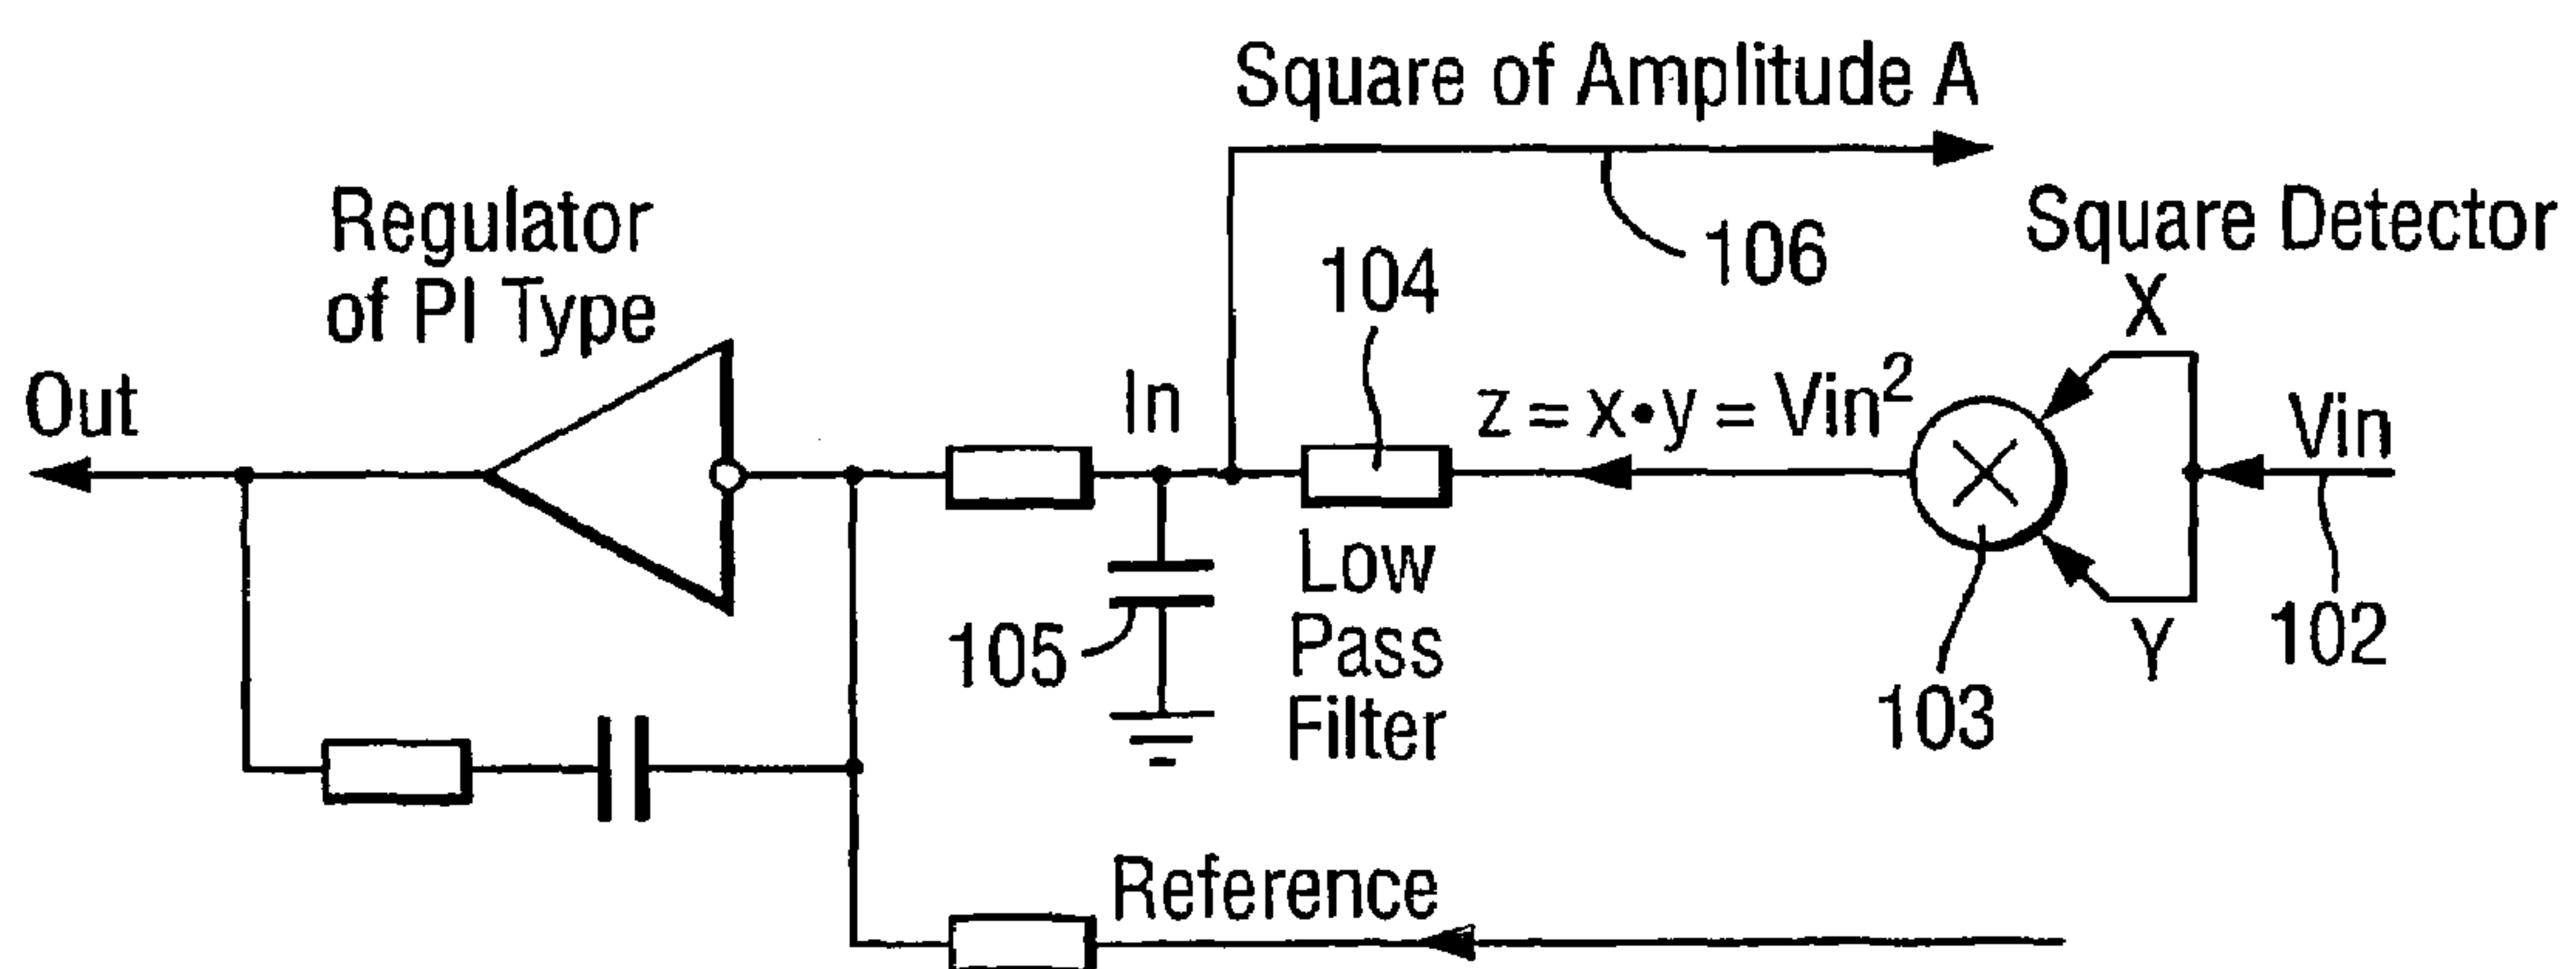 Square of Amplitude A
Regulator
of PI Type
106
Square Detector
104
X
Out
In
z = x•y = Vin²
Vin
Low
Pass
Filter
105
103
Y
102
Reference